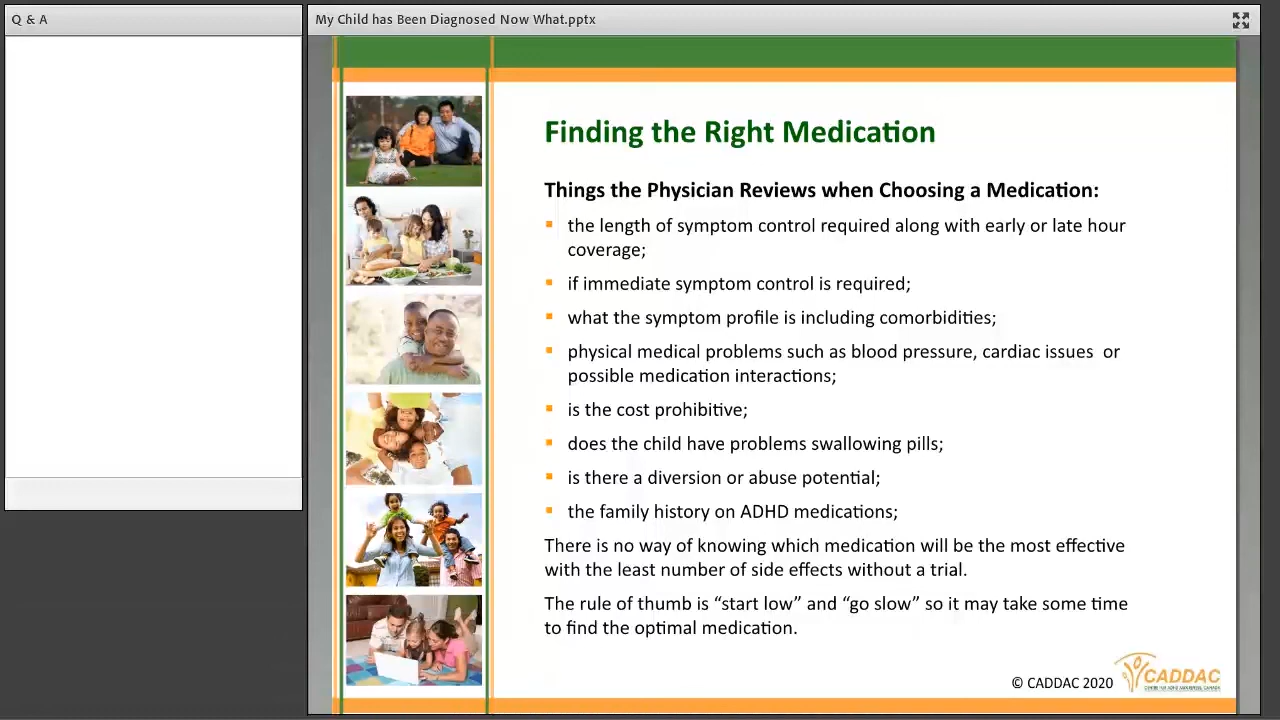 Q & A
My Child has Been Diagnosed Now What.pptx
Finding the Right Medication
Things the Physician Reviews when Choosing a Medication:
the length of symptom control required along with early or late hour
coverage;
if immediate symptom control is required;
what the symptom profile is including comorbidities;
physical medical problems such as blood pressure, cardiac issues or
possible medication interactions;
is the cost prohibitive;
does the child have problems swallowing pills;
is there a diversion or abuse potential;
the family history on ADHD medications;
There is no way of knowing which medication will be the most effective
with the least number of side effects without a trial.
The rule of thumb is “start low” and “go slow” so it may take some time
to find the optimal medication.
© CADDAC 2020
CADDAC
CENTRE FOR ADHD AWARENESS, CANADA